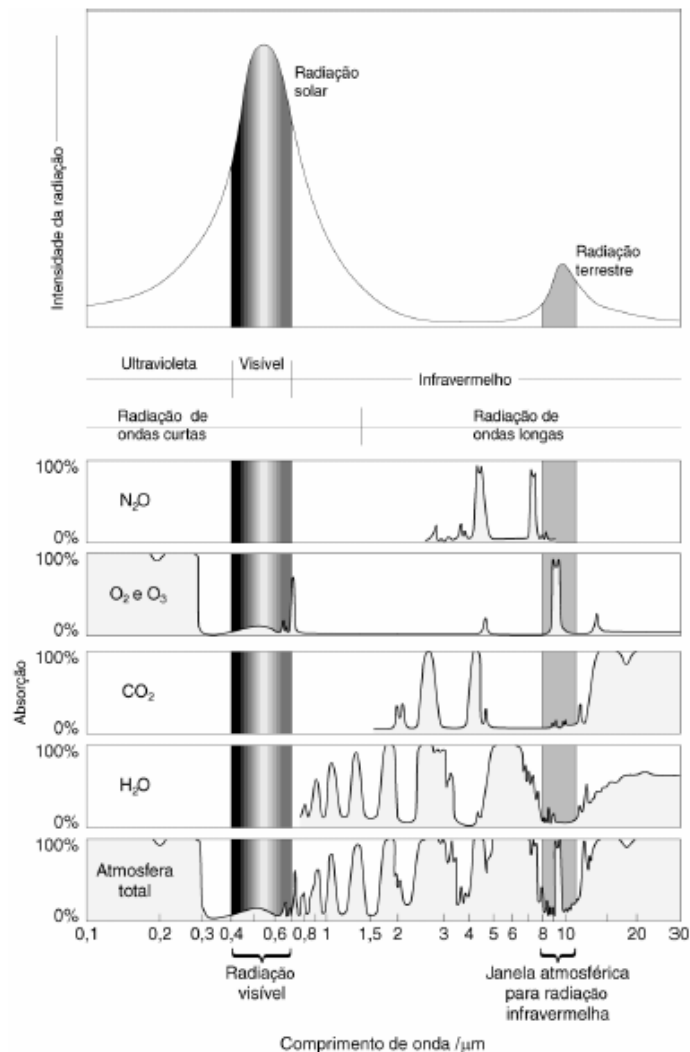 Intensidade da radiação
Radiação
solar
Radiação
terrestre
Ultravioleta
Visível
Infravermelho
Radiação de
ondas curtas
Radiação de
ondas longas
Absorção
100%
N₂O
0%
100%
O₂ e O₃
0%
100%
CO₂
0%
100%
H₂O
0%
100%
Atmosfera
total
0%
0,1 0,2 0,3 0,4 0,6 0,8 1 1,5 2 3 4 5 6 8 10 20 30
Radiação
visível
Janela atmosférica
para radiação
infravermelha
Comprimento de onda /µm